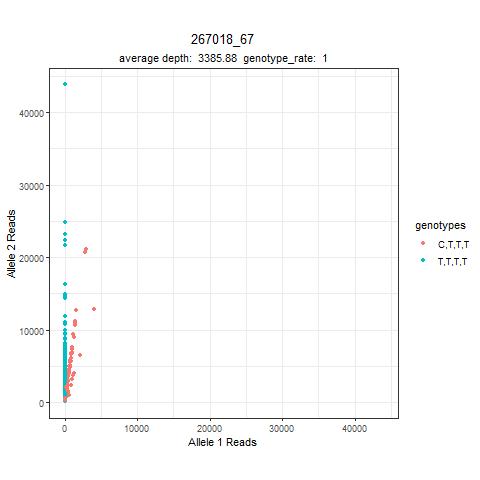 267018_67
average depth:  3385.88  genotype_rate:  1
Allele 2 Reads
40000
30000
20000
10000
0
0 10000 20000 30000 40000
Allele 1 Reads
genotypes
C,T,T,T
T,T,T,T